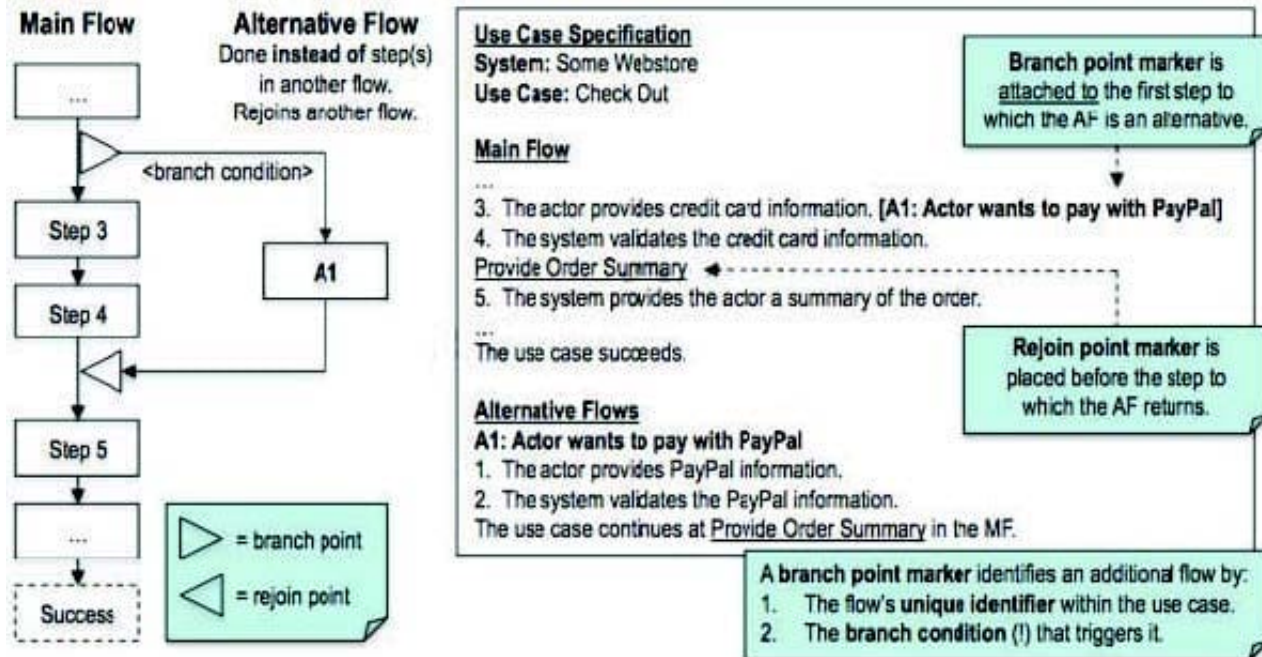 Main Flow
Alternative Flow
Done instead of step(s)
in another flow.
Rejoins another flow.
...
<branch condition>
Step 3
A1
Step 4
Step 5
...
Success
= branch point
= rejoin point
Use Case Specification
System: Some Webstore
Use Case: Check Out
Main Flow
...
3. The actor provides credit card information. [A1: Actor wants to pay with PayPal]
4. The system validates the credit card information.
Provide Order Summary
5. The system provides the actor a summary of the order.
...
The use case succeeds.
Alternative Flows
A1: Actor wants to pay with PayPal
1. The actor provides PayPal information.
2. The system validates the PayPal information.
The use case continues at Provide Order Summary in the MF.
Branch point marker is
attached to the first step to
which the AF is an alternative.
Rejoin point marker is
placed before the step to
which the AF returns.
A branch point marker identifies an additional flow by:
1. The flow's unique identifier within the use case.
2. The branch condition (!) that triggers it.